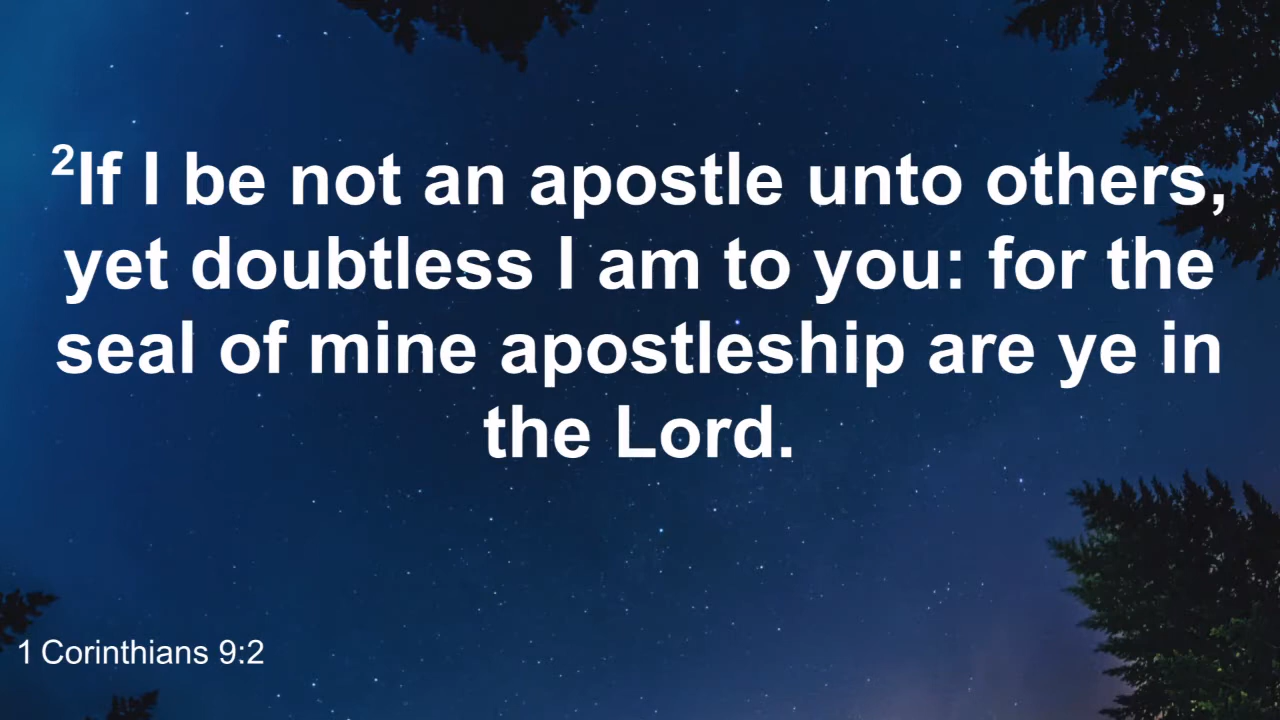 ²If I be not an apostle unto others,
yet doubtless I am to you: for the
seal of mine apostleship are ye in
the Lord.
1 Corinthians 9:2